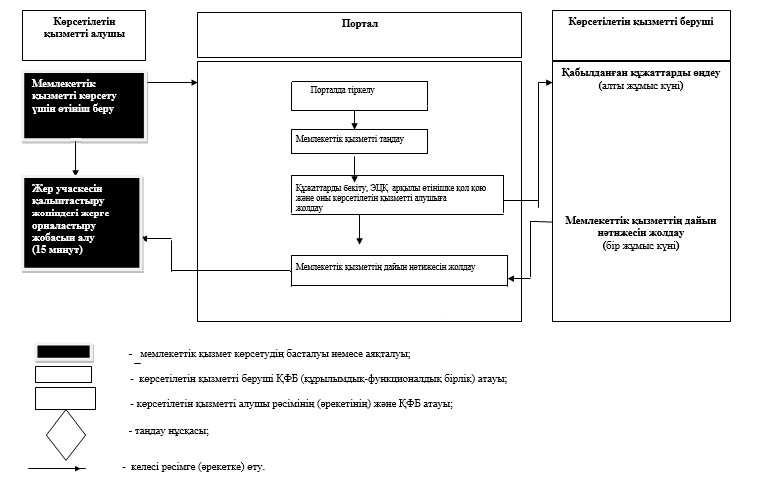 Көрсетілетін
қызметті алушы
Портал
Көрсетілетін қызметті беруші
Мемлекеттік
қызметті көрсету
үшін өтініш беру
Порталда тіркелу
Мемлекеттік қызметті таңдау
Құжаттарды бекіту, ЭЦҚ арқылы өтінішке қол қою
және оны көрсетілетін қызметті алушыға
жолдау
Мемлекеттік қызметтің дайын нәтижесін жолдау
Қабылданған құжаттарды өңдеу
(алты жұмыс күні)
Мемлекеттік қызметтің дайын
нәтижесін жолдау
(бір жұмыс күні)
Жер учаскесін
қалыптастыру
жөніндегі жерге
орналастыру
жобасын алу
(15 минут)
- мемлекеттік қызмет көрсетудің басталуы немесе аяқталуы;
- көрсетілетін қызметті беруші ҚФБ (құрылымдық-функционалдық бірлік) атауы;
- көрсетілетін қызметті алушы рәсімінің (әрекетінің) және ҚФБ атауы;
- таңдау нұсқасы;
- келесі рәсімге (әрекетке) өту.